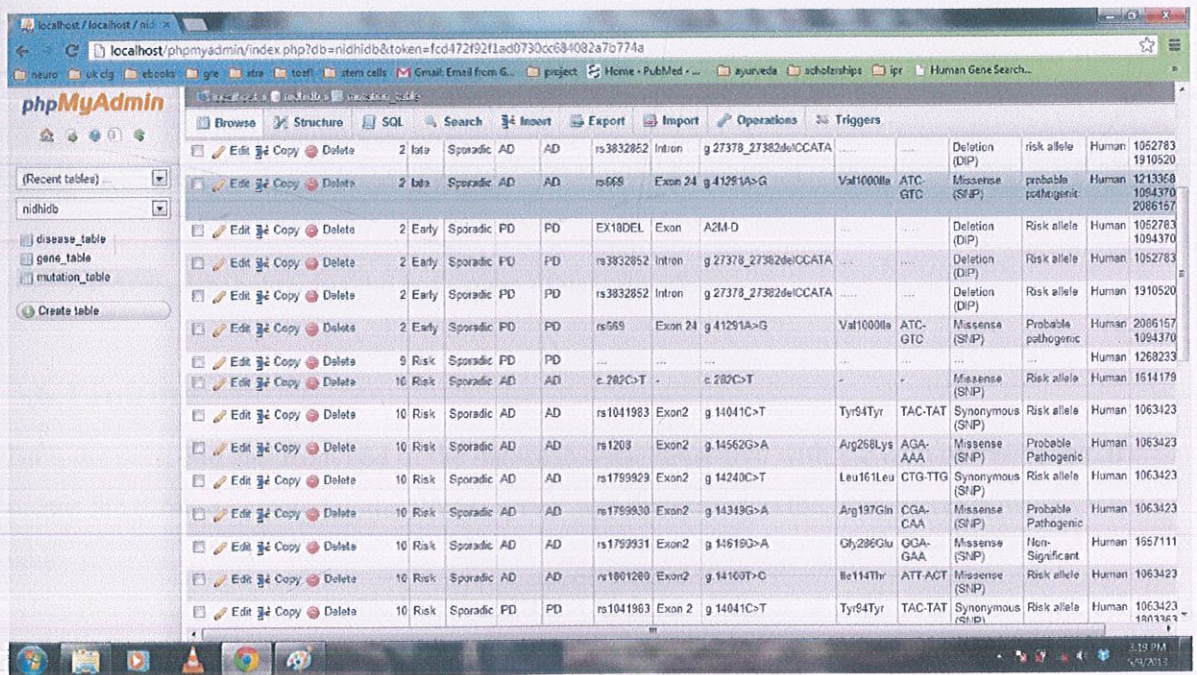 localhost / localhost / nid
localhost/phpmyadmin/index.php?db=nidhidb&token=fcd472f92f1ad0730cc684082a7b774a
neuro uk clg ebooks gre xtra toefl stem cells Gmail: Email from G... project Home - PubMed - ... ayurveda scholarships ipr Human Gene Search...
phpMyAdmin
localhost » nidhidb » mutation_table
Browse Structure SQL Search Insert Export Import Operations Triggers
(Recent tables) ...
nidhidb
disease_table
gene_table
mutation_table
Create table
Edit Copy Delete 2 late Sporadic AD AD rs3832852 Intron g.27378_27382delCCATA ..... ..... Deletion risk allele Human 1052783
(DIP) 1910520
Edit Copy Delete 2 late Sporadic AD AD rs669 Exon 24 g.41291A>G Val1000Ile ATC- Missense probable Human 1213358
GTC (SNP) pathogenic 1094370
2086157
Edit Copy Delete 2 Early Sporadic PD PD EX18DEL Exon A2M-D ... ... Deletion Risk allele Human 1052783
(DIP) 1094370
Edit Copy Delete 2 Early Sporadic PD PD rs3832852 Intron g.27378_27382delCCATA ..... ..... Deletion Risk allele Human 1052783
(DIP)
Edit Copy Delete 2 Early Sporadic PD PD rs3832852 Intron g.27378_27382delCCATA ..... ..... Deletion Risk allele Human 1910520
(DIP)
Edit Copy Delete 2 Early Sporadic PD PD rs669 Exon 24 g.41291A>G Val1000Ile ATC- Missense Probable Human 2086157
GTC (SNP) pathogenic 1094370
Edit Copy Delete 9 Risk Sporadic PD PD ... ... ... ... ... ... ... Human 1268233
Edit Copy Delete 10 Risk Sporadic AD AD c.282C>T - c.282C>T - - Missense Risk allele Human 1614179
(SNP)
Edit Copy Delete 10 Risk Sporadic AD AD rs1041983 Exon2 g.14041C>T Tyr94Tyr TAC-TAT Synonymous Risk allele Human 1063423
(SNP)
Edit Copy Delete 10 Risk Sporadic AD AD rs1208 Exon2 g.14562G>A Arg268Lys AGA- Missense Probable Human 1063423
AAA (SNP) Pathogenic
Edit Copy Delete 10 Risk Sporadic AD AD rs1799929 Exon2 g.14240C>T Leu161Leu CTG-TTG Synonymous Risk allele Human 1063423
(SNP)
Edit Copy Delete 10 Risk Sporadic AD AD rs1799930 Exon2 g.14349G>A Arg197Gln CGA- Missense Probable Human 1063423
CAA (SNP) Pathogenic
Edit Copy Delete 10 Risk Sporadic AD AD rs1799931 Exon2 g.14619G>A Gly286Glu GGA- Missense Non- Human 1657111
GAA (SNP) Significant
Edit Copy Delete 10 Risk Sporadic AD AD rs1801280 Exon2 g.14100T>C Ile114Thr ATT-ACT Missense Risk allele Human 1063423
(SNP)
Edit Copy Delete 10 Risk Sporadic PD PD rs1041983 Exon 2 g.14041C>T Tyr94Tyr TAC-TAT Synonymous Risk allele Human 1063423
(SNP) 1803363
3:19 PM
5/9/2013